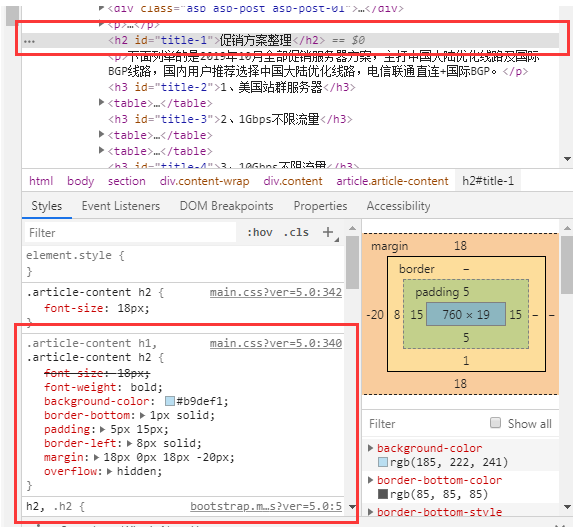 <div class="asb asb-post asb-post-01">…</div>
<p>…</p>
… <h2 id="title-1">促销方案整理</h2> == $0
<p>下面列举的是2019年10月全部促销服务器方案，主打中国大陆优化线路及国际
BGP线路，国内用户推荐选择中国大陆优化线路，电信联通直连+国际BGP。</p>
<h3 id="title-2">1、美国站群服务器</h3>
<table>…</table>
<h3 id="title-3">2、1Gbps不限流量</h3>
<table>…</table>
<table>…</table>
<h3 id="title-4">3、10Gbps不限流量</h3>
html body section div.content-wrap div.content article.article-content h2#title-1
Styles Event Listeners DOM Breakpoints Properties Accessibility
Filter :hov .cls +
element.style {
}
.article-content h2 { main.css?ver=5.0:342
font-size: 18px;
}
.article-content h1, main.css?ver=5.0:340
.article-content h2 {
font-size: 18px;
font-weight: bold;
background-color: #b9def1;
border-bottom: 1px solid;
padding: 5px 15px;
border-left: 8px solid;
margin: 18px 0px 18px -20px;
overflow: hidden;
}
h2, .h2 { bootstrap.m…s?ver=5.0:5
margin 18
border –
padding 5
-20 8 15 760 × 19 15 – –
5
1
18
Filter Show all
background-color
rgb(185, 222, 241)
border-bottom-color
rgb(85, 85, 85)
border-bottom-style